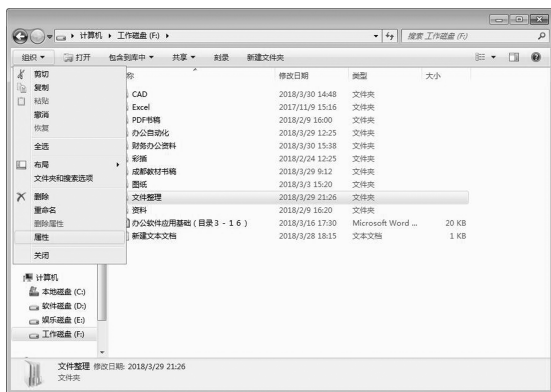 计算机 ▸ 工作磁盘 (F:) ▸
搜索 工作磁盘 (F:)
组织 ▼ 打开 包含到库中 ▼ 共享 ▼ 刻录 新建文件夹
剪切
复制
粘贴
撤消
恢复
全选
布局
文件夹和搜索选项
删除
重命名
删除属性
属性
关闭
称 修改日期 类型 大小
CAD 2018/3/30 14:48 文件夹
Excel 2017/11/9 15:16 文件夹
PDF书稿 2018/2/9 16:00 文件夹
办公自动化 2018/3/29 12:25 文件夹
财务办公资料 2018/3/30 15:38 文件夹
彩插 2018/2/24 12:25 文件夹
成都教材书稿 2018/3/29 9:12 文件夹
图纸 2018/3/3 15:20 文件夹
文件整理 2018/3/29 21:26 文件夹
资料 2018/2/9 16:20 文件夹
办公软件应用基础（目录3－16） 2018/3/16 17:30 Microsoft Word ... 20 KB
新建文本文档 2018/3/28 18:15 文本文档 1 KB
计算机
本地磁盘 (C:)
软件磁盘 (D:)
娱乐磁盘 (E:)
工作磁盘 (F:)
文件整理 修改日期: 2018/3/29 21:26
文件夹